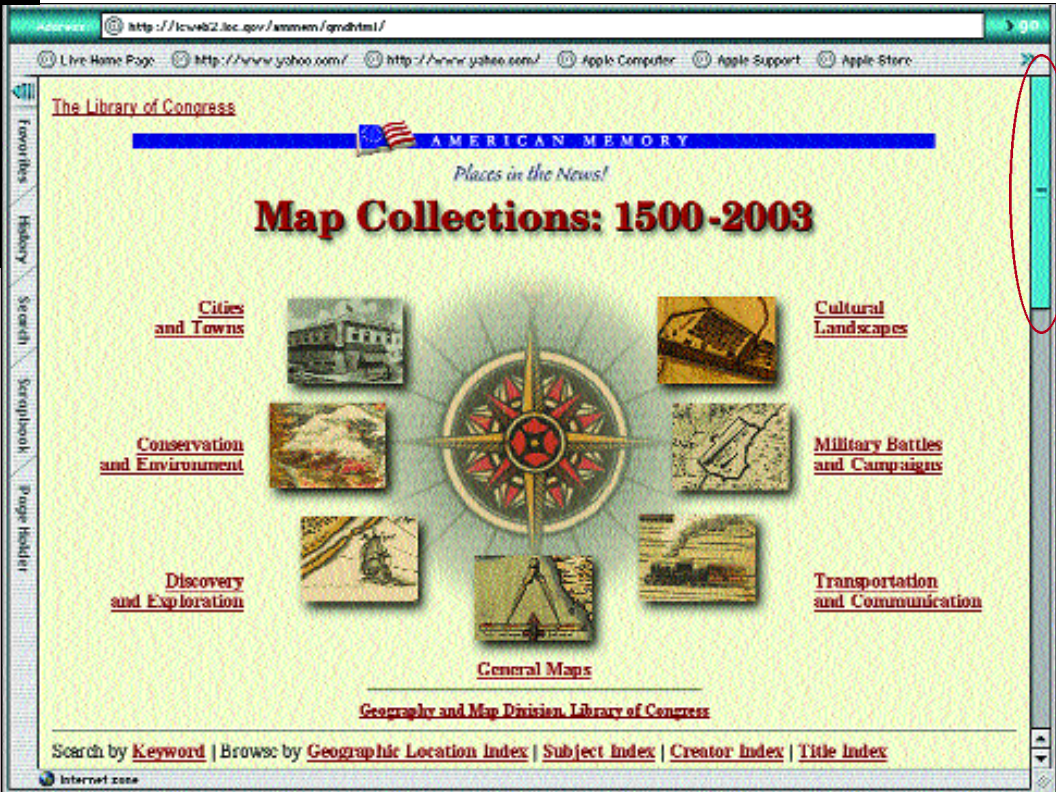 Address: @ http://lcweb2.loc.gov/ammem/gmdhtml/ go
Live Home Page http://www.yahoo.com/ http://www.yahoo.com/ Apple Computer Apple Support Apple Store
Favorites
History
Search
Scrapbook
Page Holder
The Library of Congress
AMERICAN MEMORY
Places in the News!
Map Collections: 1500-2003
Cities
and Towns
Cultural
Landscapes
Conservation
and Environment
Military Battles
and Campaigns
Discovery
and Exploration
Transportation
and Communication
General Maps
Geography and Map Division, Library of Congress
Search by Keyword | Browse by Geographic Location Index | Subject Index | Creator Index | Title Index
Internet zone